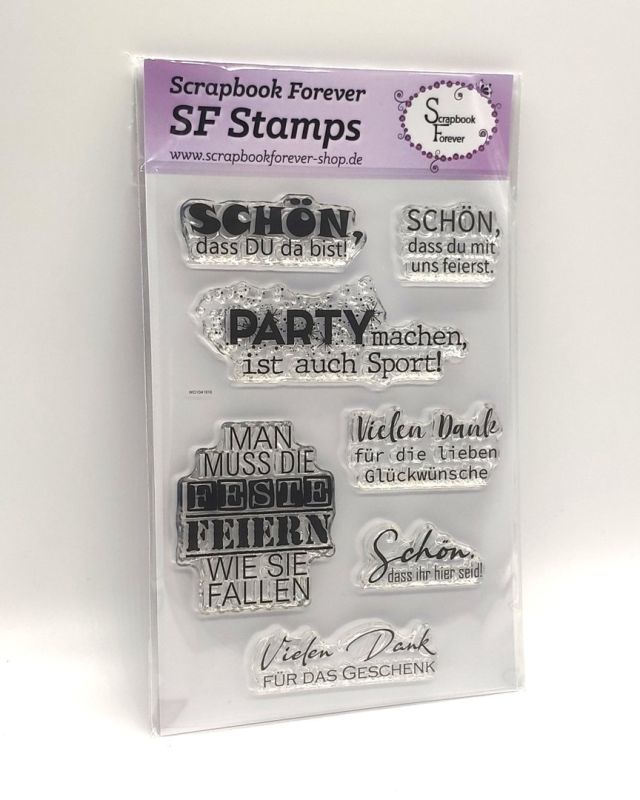 Scrapbook Forever
SF Stamps
www.scrapbookforever-shop.de
Scrapbook
Forever
SCHÖN,
dass DU da bist!
SCHÖN,
dass du mit
uns feierst.
PARTY machen,
ist auch Sport!
MAN
MUSS DIE
FESTE
FEIERN
WIE SIE
FALLEN
Vielen Dank
für die lieben
Glückwünsche
Schön,
dass ihr hier seid!
Vielen Dank
FÜR DAS GESCHENK